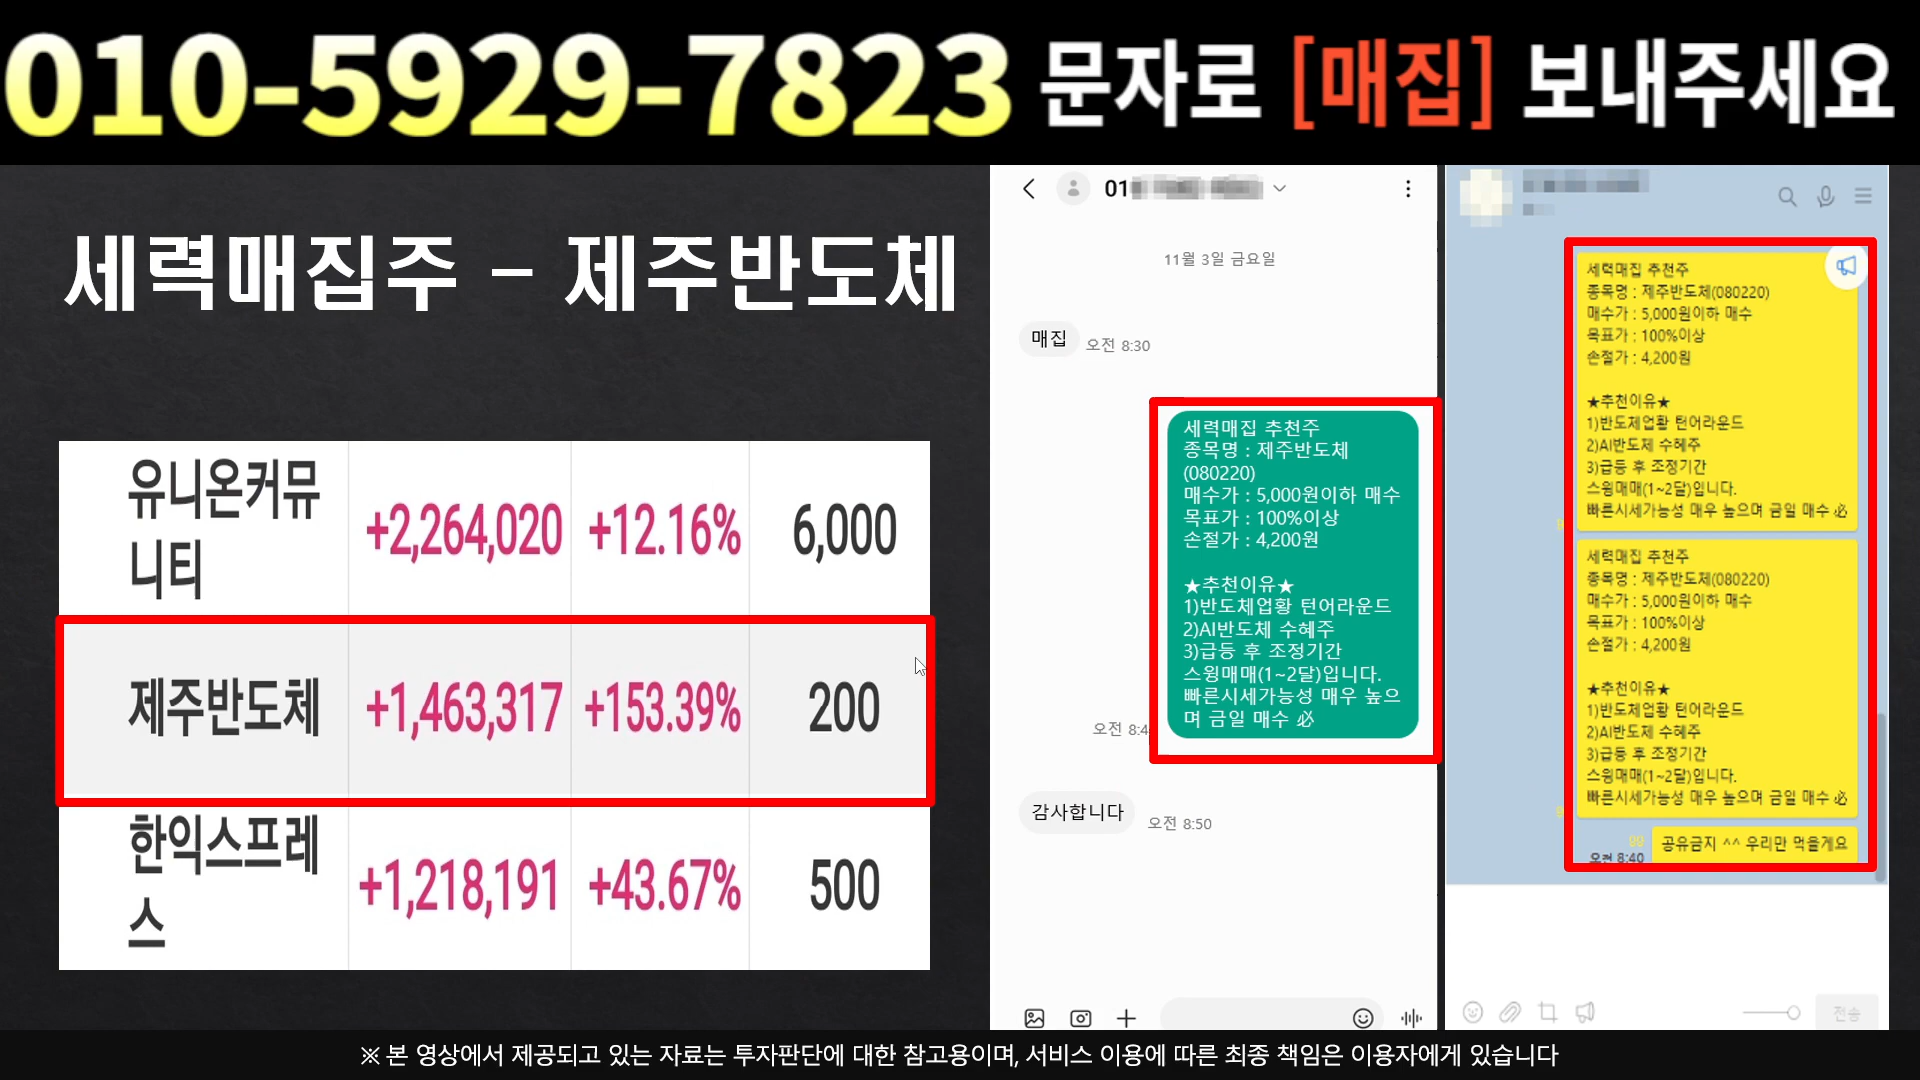 010-5929-7823 문자로 [매집] 보내주세요
세력매집주 - 제주반도체
유니온커뮤
니티
+2,264,020
+12.16%
6,000
제주반도체
+1,463,317
+153.39%
200
한익스프레
스
+1,218,191
+43.67%
500
01
11월 3일 금요일
매집
오전 8:30
세력매집 추천주
종목명 : 제주반도체
(080220)
매수가 : 5,000원이하 매수
목표가 : 100%이상
손절가 : 4,200원
★추천이유★
1)반도체업황 턴어라운드
2)AI반도체 수혜주
3)급등 후 조정기간
스윙매매(1~2달)입니다.
빠른시세가능성 매우 높으
며 금일 매수 必
오전 8:4
감사합니다
오전 8:50
세력매집 추천주
종목명 : 제주반도체(080220)
매수가 : 5,000원이하 매수
목표가 : 100%이상
손절가 : 4,200원
★추천이유★
1)반도체업황 턴어라운드
2)AI반도체 수혜주
3)급등 후 조정기간
스윙매매(1~2달)입니다.
빠른시세가능성 매우 높으며 금일 매수 必
세력매집 추천주
종목명 : 제주반도체(080220)
매수가 : 5,000원이하 매수
목표가 : 100%이상
손절가 : 4,200원
★추천이유★
1)반도체업황 턴어라운드
2)AI반도체 수혜주
3)급등 후 조정기간
스윙매매(1~2달)입니다.
빠른시세가능성 매우 높으며 금일 매수 必
공유금지 ^^ 우리만 먹을게요
오전 8:40
전송
※ 본 영상에서 제공되고 있는 자료는 투자판단에 대한 참고용이며, 서비스 이용에 따른 최종 책임은 이용자에게 있습니다